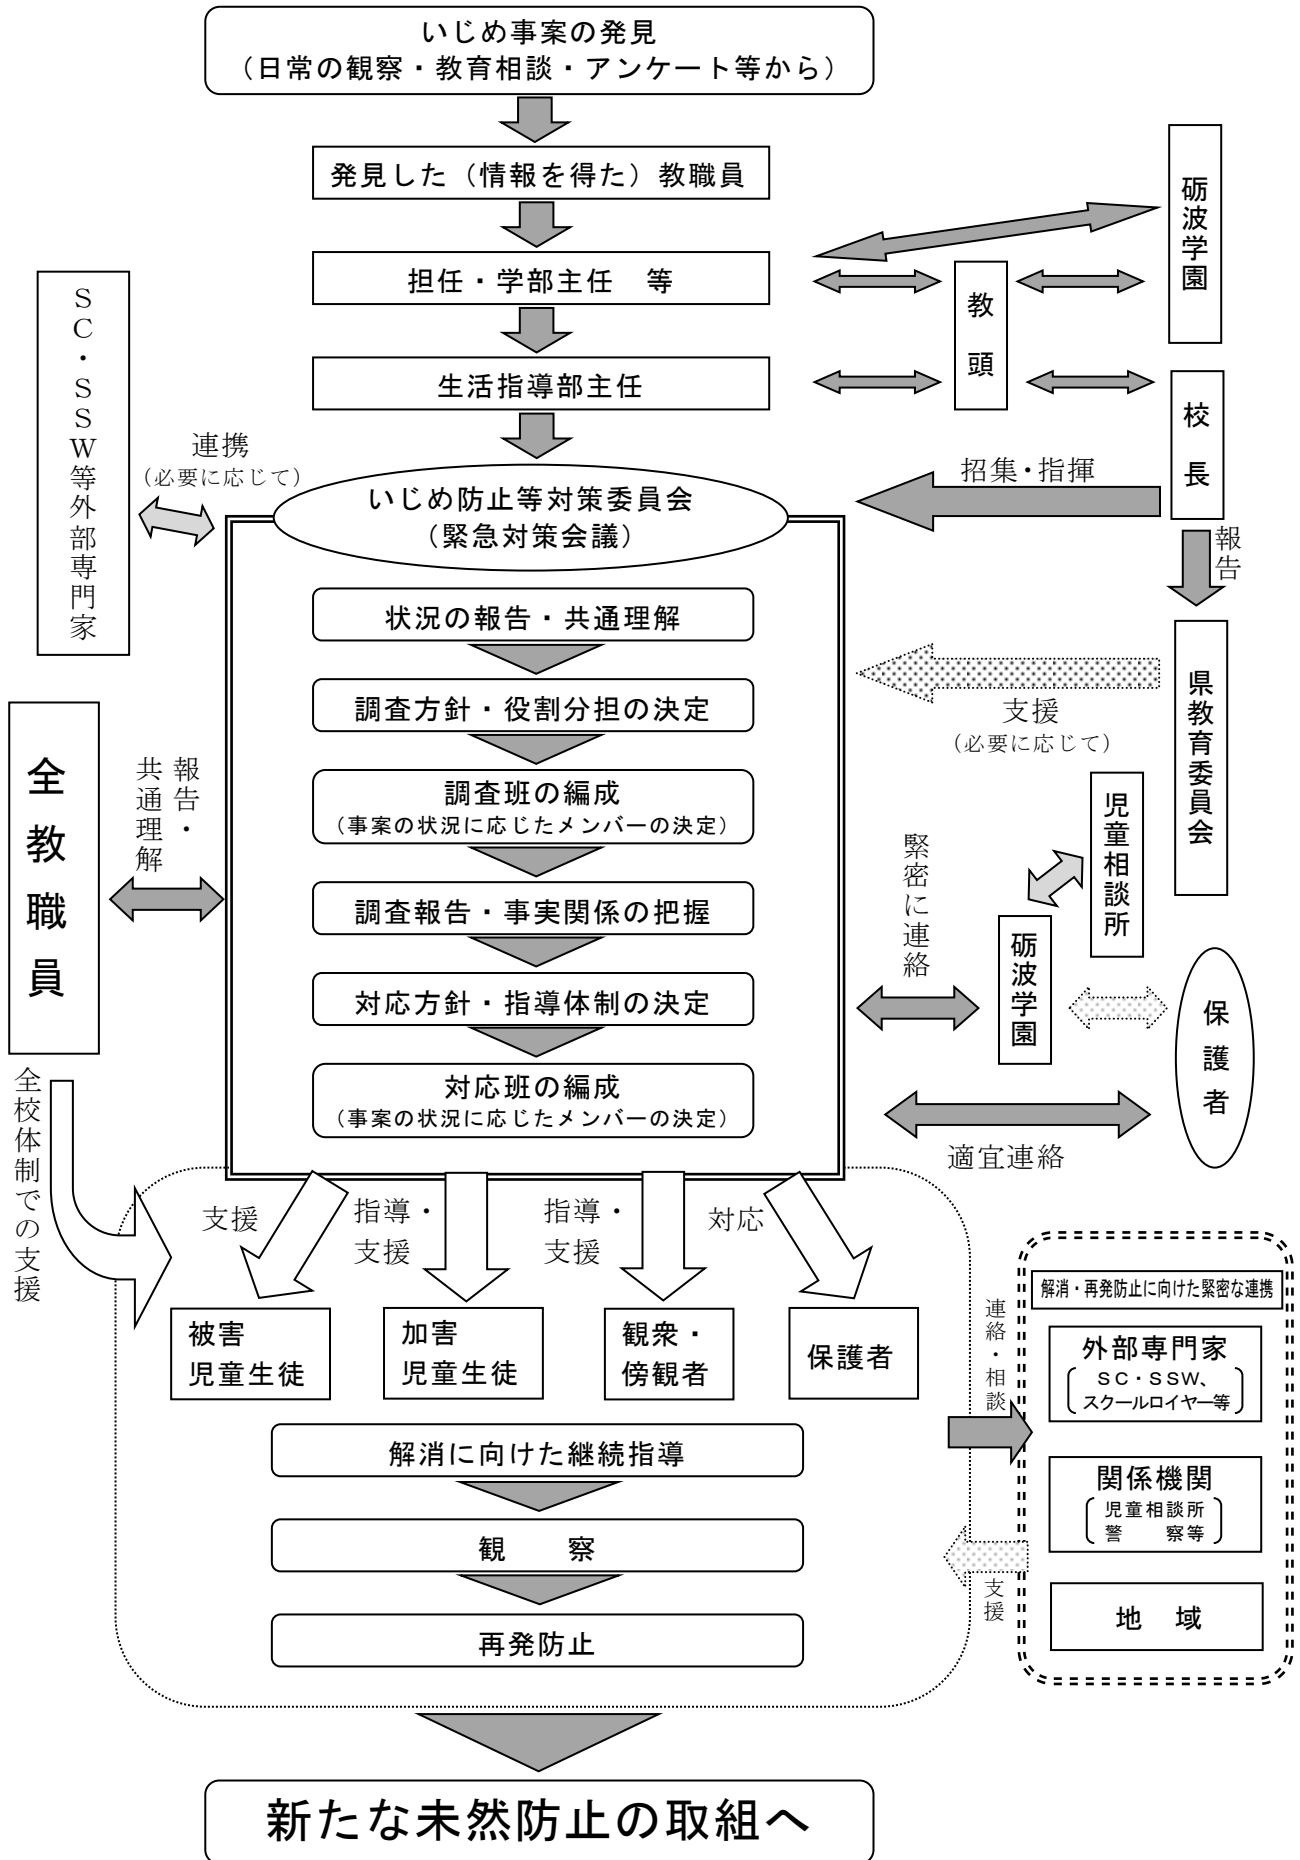 いじめ事案の発見
（日常の観察・教育相談・アンケート等から）
発見した（情報を得た）教職員
砺波学園
担任・学部主任　等
教頭
生活指導部主任
校長
SC・SSW等外部専門家
連携
（必要に応じて）
招集・指揮
いじめ防止等対策委員会
（緊急対策会議）
報告
状況の報告・共通理解
県教育委員会
支援
（必要に応じて）
調査方針・役割分担の決定
全教職員
報告・
共通理解
調査班の編成
（事案の状況に応じたメンバーの決定）
児童相談所
緊密に連絡
調査報告・事実関係の把握
砺波学園
保護者
対応方針・指導体制の決定
対応班の編成
（事案の状況に応じたメンバーの決定）
適宜連絡
全校体制での支援
支援
指導・
支援
指導・
支援
対応
被害
児童生徒
加害
児童生徒
観衆・
傍観者
保護者
連絡・相談
解消・再発防止に向けた緊密な連携
外部専門家
SC・SSW、
スクールロイヤー等
解消に向けた継続指導
関係機関
児童相談所
警　察等
観　察
支援
地　域
再発防止
新たな未然防止の取組へ